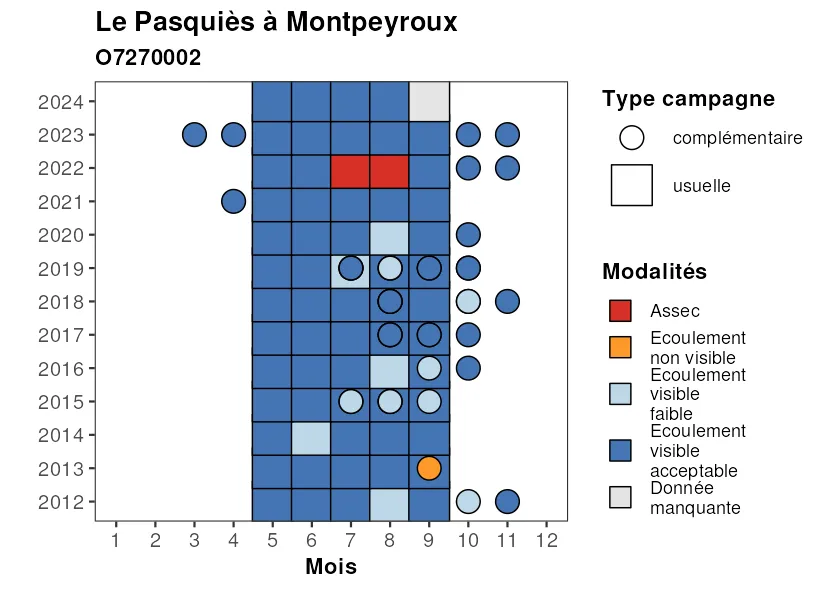 Le Pasquiès à Montpeyroux
O7270002
2024
2023
2022
2021
2020
2019
2018
2017
2016
2015
2014
2013
2012
1 2 3 4 5 6 7 8 9 10 11 12
Mois
Type campagne
complémentaire
usuelle
Modalités
Assec
Ecoulement
non visible
Ecoulement
visible
faible
Ecoulement
visible
acceptable
Donnée
manquante